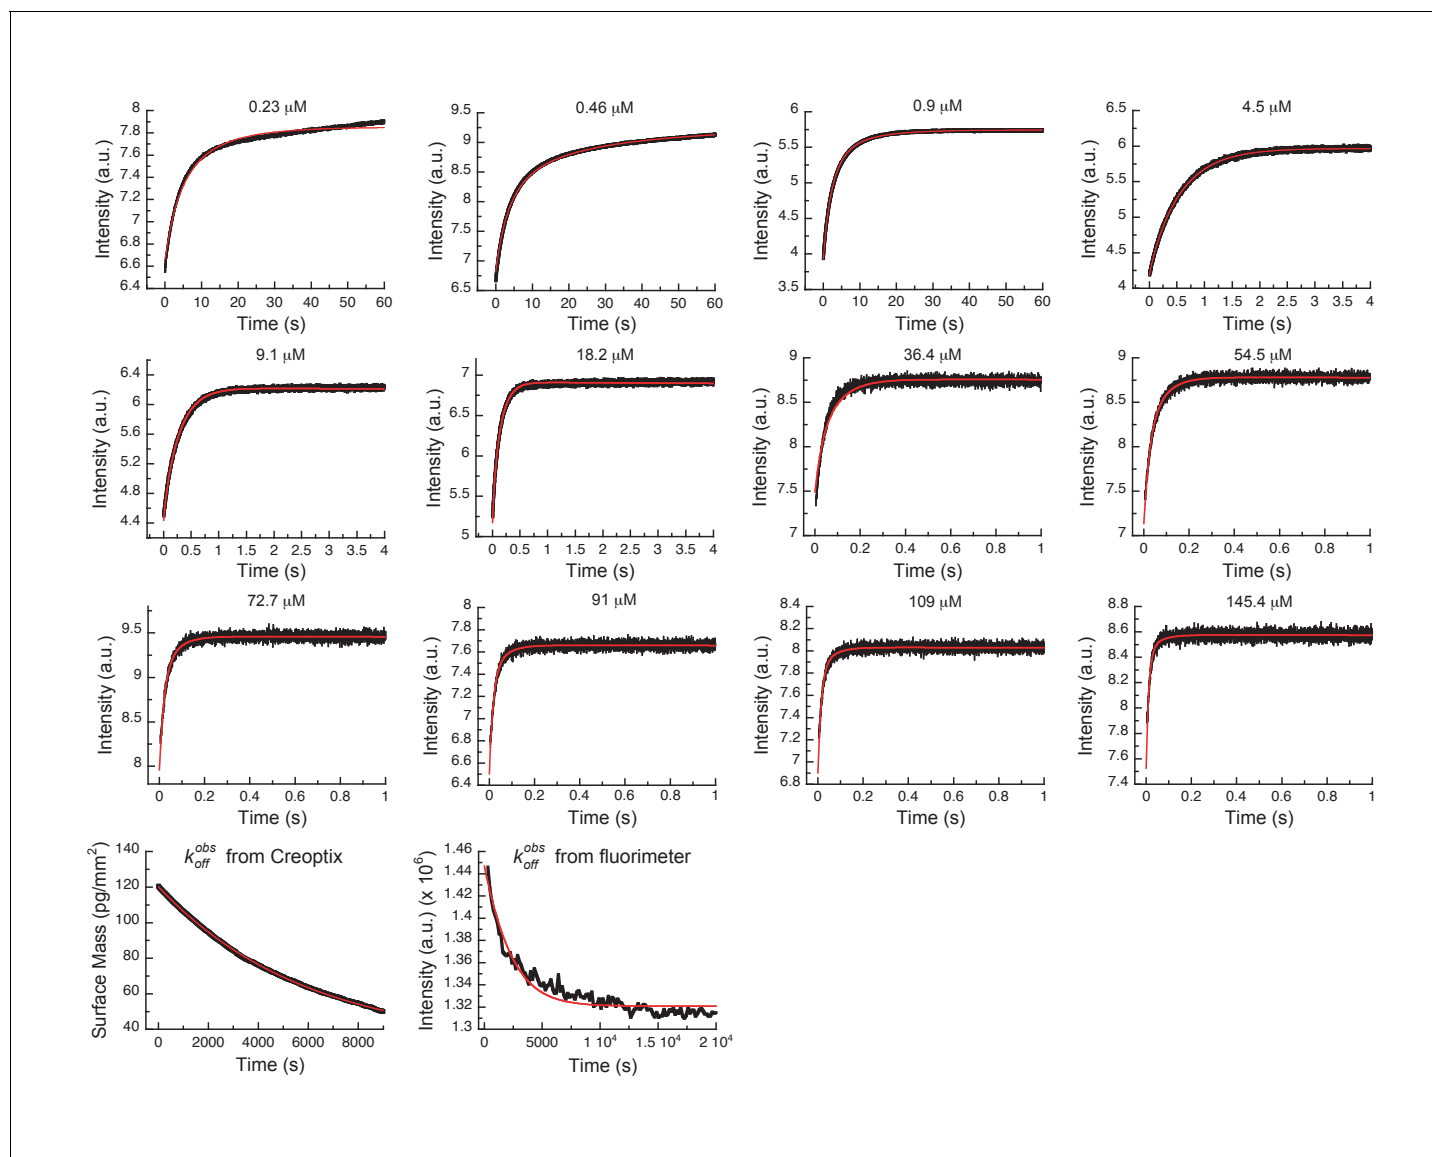 0.23 μM
Intensity (a.u.)
8
7.8
7.6
7.4
7.2
7
6.8
6.6
6.4
0 10 20 30 40 50 60
Time (s)
0.46 μM
Intensity (a.u.)
9.5
9
8.5
8
7.5
7
6.5
0 10 20 30 40 50 60
Time (s)
0.9 μM
Intensity (a.u.)
6
5.5
5
4.5
4
3.5
0 10 20 30 40 50 60
Time (s)
4.5 μM
Intensity (a.u.)
6.5
6
5.5
5
4.5
4
0 0.5 1 1.5 2 2.5 3 3.5 4
Time (s)
9.1 μM
Intensity (a.u.)
6.4
6
5.6
5.2
4.8
4.4
0 0.5 1 1.5 2 2.5 3 3.5 4
Time (s)
18.2 μM
Intensity (a.u.)
7
6.5
6
5.5
5
0 0.5 1 1.5 2 2.5 3 3.5 4
Time (s)
36.4 μM
Intensity (a.u.)
9
8.5
8
7.5
7
0 0.2 0.4 0.6 0.8 1
Time (s)
54.5 μM
Intensity (a.u.)
9
8.5
8
7.5
7
0 0.2 0.4 0.6 0.8 1
Time (s)
72.7 μM
Intensity (a.u.)
9.5
9
8.5
8
0 0.2 0.4 0.6 0.8 1
Time (s)
91 μM
Intensity (a.u.)
8
7.8
7.6
7.4
7.2
7
6.8
6.6
6.4
0 0.2 0.4 0.6 0.8 1
Time (s)
109 μM
Intensity (a.u.)
8.4
8.2
8
7.8
7.6
7.4
7.2
7
6.8
0 0.2 0.4 0.6 0.8 1
Time (s)
145.4 μM
Intensity (a.u.)
8.8
8.6
8.4
8.2
8
7.8
7.6
7.4
0 0.2 0.4 0.6 0.8 1
Time (s)
k_off^obs from Creoptix
Surface Mass (pg/mm²)
140
120
100
80
60
40
0 2000 4000 6000 8000
Time (s)
k_off^obs from fluorimeter
Intensity (a.u.) (x 10⁶)
1.46
1.44
1.42
1.4
1.38
1.36
1.34
1.32
1.3
0 5000 1 10⁴ 1.5 10⁴ 2 10⁴
Time (s)